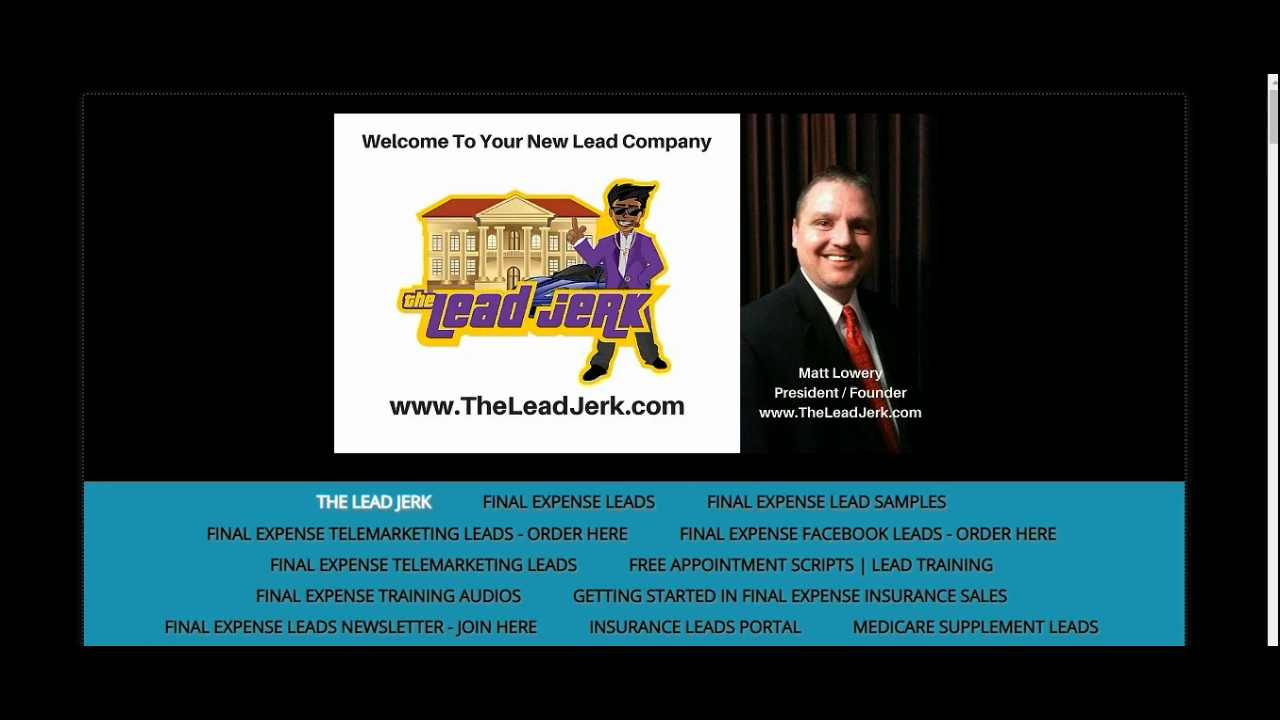 Welcome To Your New Lead Company
the Lead Jerk
www.TheLeadJerk.com
Matt Lowery
President / Founder
www.TheLeadJerk.com
THE LEAD JERK FINAL EXPENSE LEADS FINAL EXPENSE LEAD SAMPLES
FINAL EXPENSE TELEMARKETING LEADS - ORDER HERE FINAL EXPENSE FACEBOOK LEADS - ORDER HERE
FINAL EXPENSE TELEMARKETING LEADS FREE APPOINTMENT SCRIPTS | LEAD TRAINING
FINAL EXPENSE TRAINING AUDIOS GETTING STARTED IN FINAL EXPENSE INSURANCE SALES
FINAL EXPENSE LEADS NEWSLETTER - JOIN HERE INSURANCE LEADS PORTAL MEDICARE SUPPLEMENT LEADS